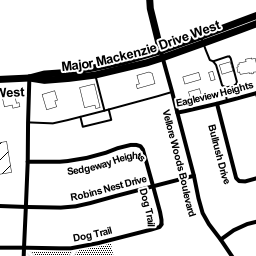 Major Mackenzie Drive West
West
Eagleview Heights
Vellore Woods Boulevard
Bullrush Drive
Sedgeway Heights
Robins Nest Drive
Dog Trail
Dog Trail